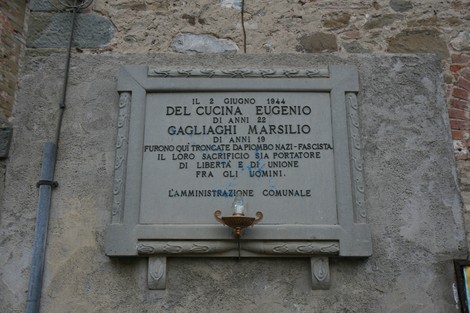 IL 2 GIUGNO 1944
DEL CUCINA EUGENIO
DI ANNI 22
GAGLIAGHI MARSILIO
DI ANNI 19
FURONO QUÌ TRONCATE DA PIOMBO NAZI-FASCISTA.
IL LORO SACRIFICIO SIA PORTATORE
DI LIBERTÀ E DI UNIONE
FRA GLI UOMINI.
L'AMMINISTRAZIONE COMUNALE